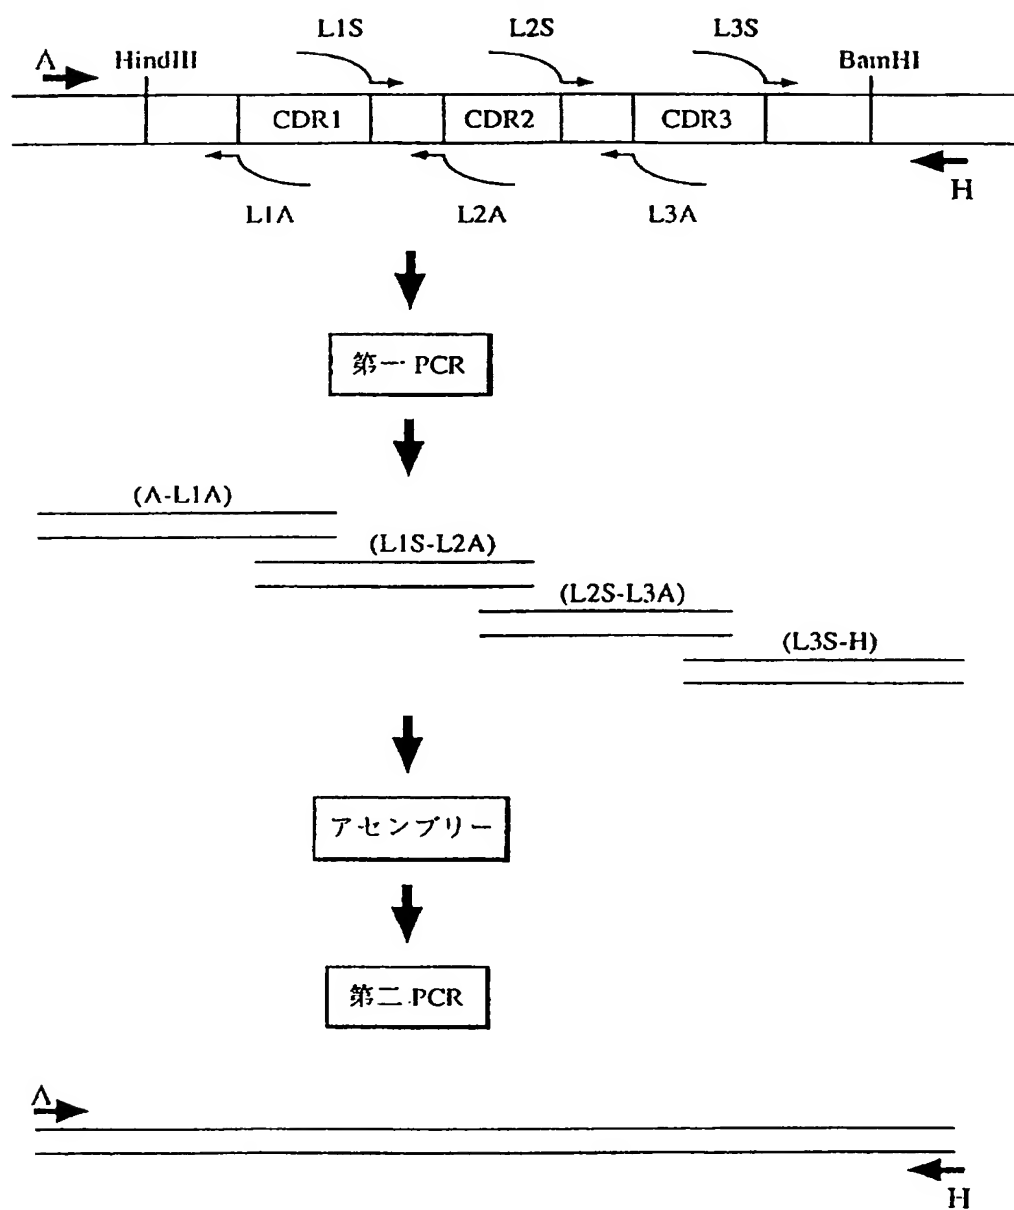 L1S L2S L3S
A HindIII BamHI
CDR1 CDR2 CDR3
H
L1A L2A L3A
第一 PCR
(A-L1A)
(L1S-L2A)
(L2S-L3A)
(L3S-H)
アセンブリー
第二 PCR
A
H